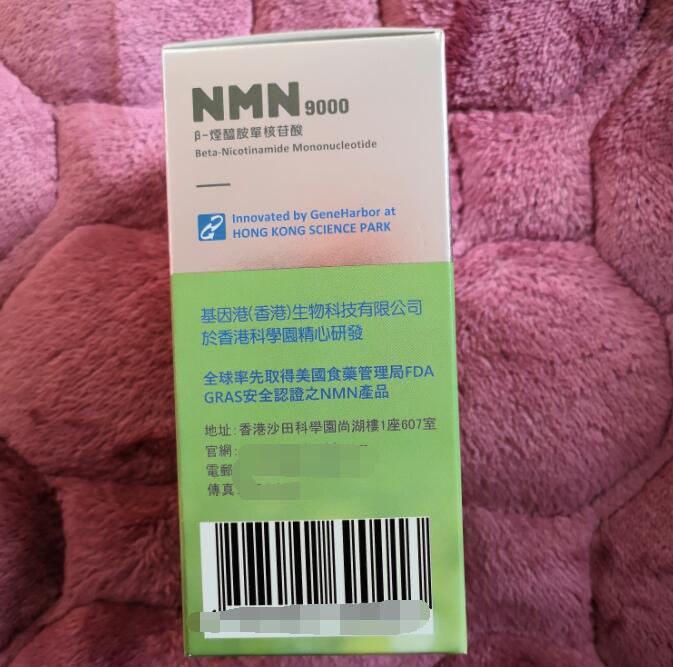 NMN 9000
β-煙醯胺單核苷酸
Beta-Nicotinamide Mononucleotide
Innovated by GeneHarbor at
HONG KONG SCIENCE PARK
基因港(香港)生物科技有限公司
於香港科學園精心研發
全球率先取得美國食藥管理局FDA
GRAS安全認證之NMN產品
地址:香港沙田科學園尚湖樓1座607室
官網:
電郵
傳真: